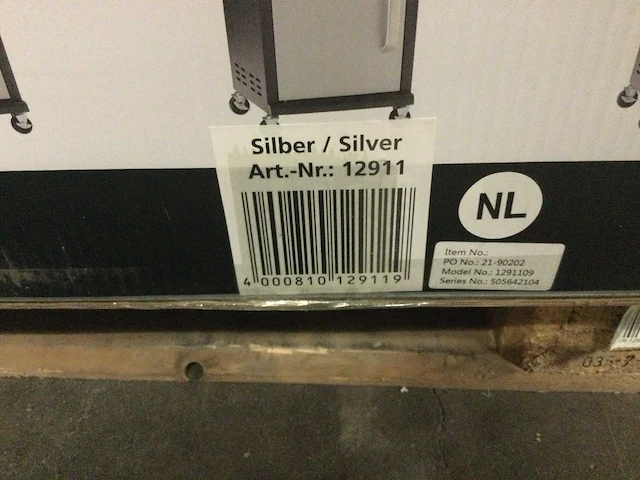 Silber / Silver
Art.-Nr.: 12911
4 000810 129119
NL
Item No.:
PO No.: 21-90202
Model No.: 1291109
Series No.: 505642104